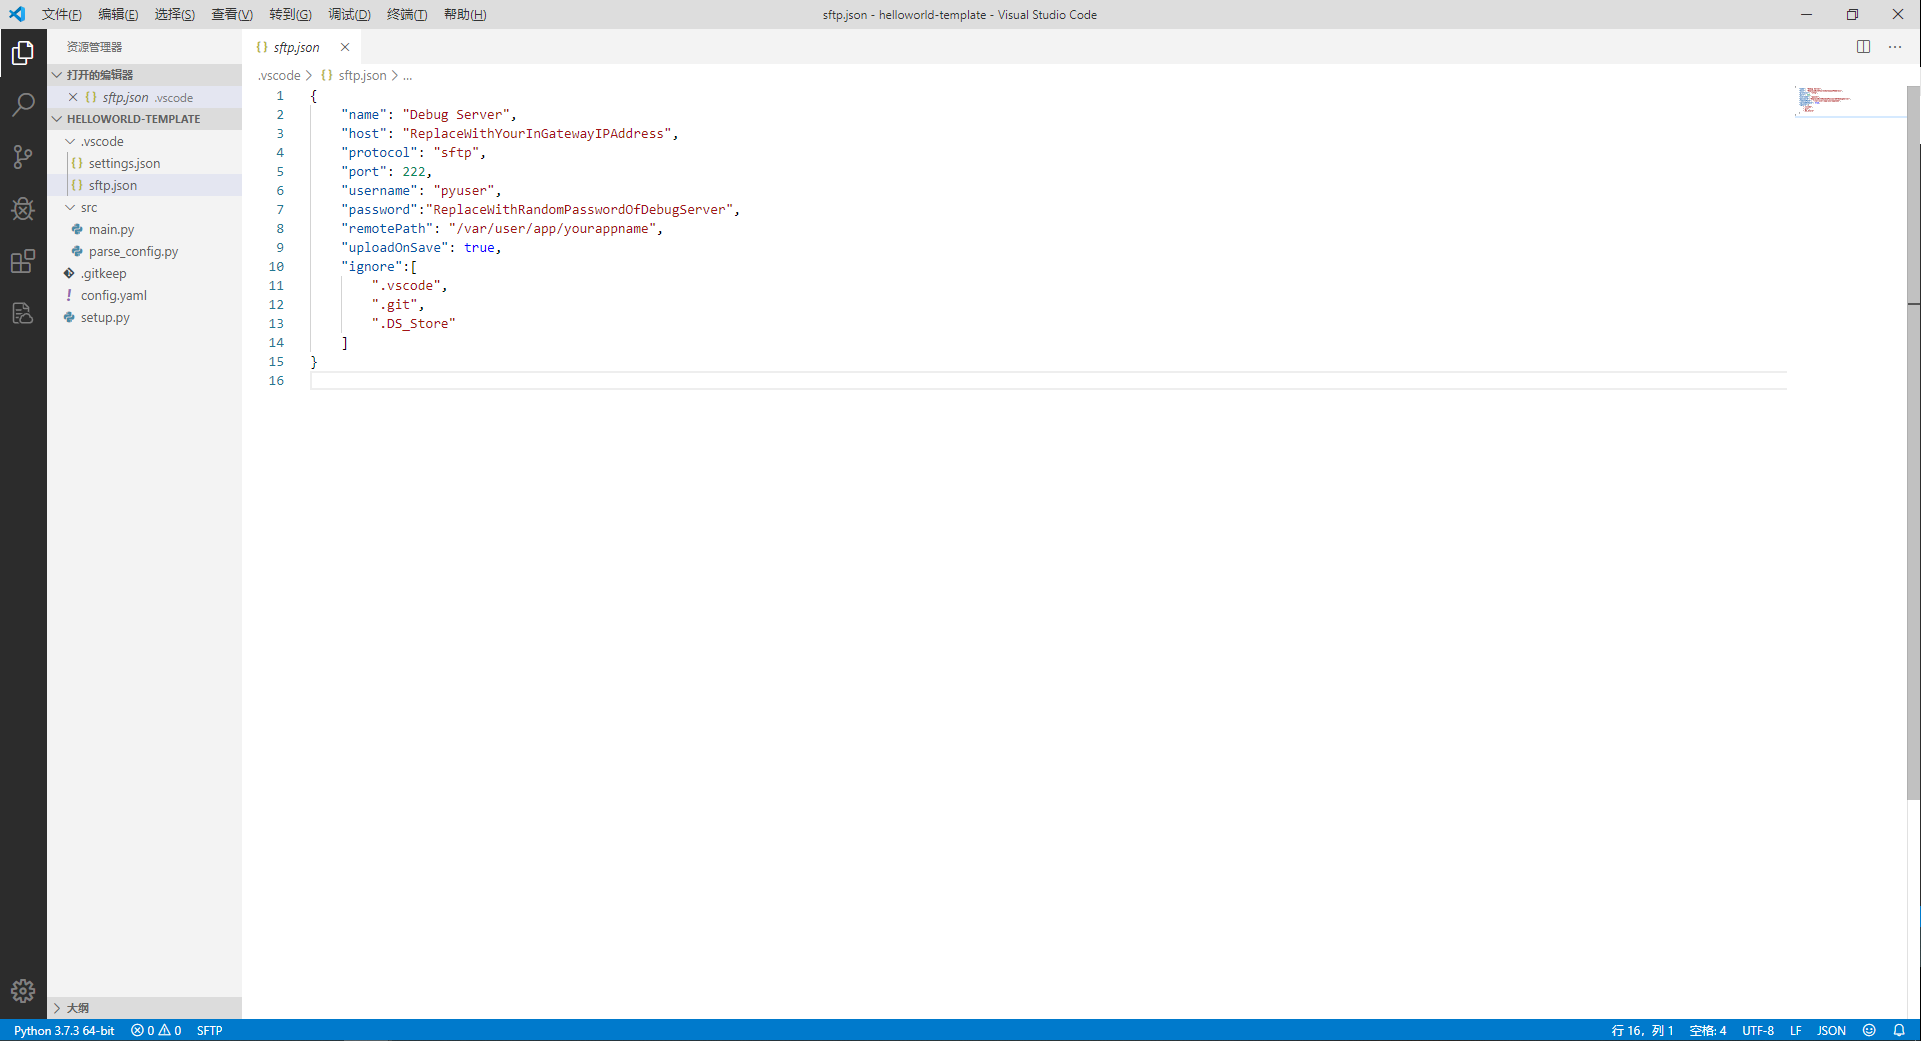 文件(F) 编辑(E) 选择(S) 查看(V) 转到(G) 调试(D) 终端(T) 帮助(H) sftp.json - helloworld-template - Visual Studio Code
资源管理器
打开的编辑器
sftp.json .vscode
HELLOWORLD-TEMPLATE
.vscode
settings.json
sftp.json
src
main.py
parse_config.py
.gitkeep
config.yaml
setup.py
大纲
sftp.json
.vscode > {} sftp.json > ...
1 {
2 "name": "Debug Server",
3 "host": "ReplaceWithYourInGatewayIPAddress",
4 "protocol": "sftp",
5 "port": 222,
6 "username": "pyuser",
7 "password":"ReplaceWithRandomPasswordOfDebugServer",
8 "remotePath": "/var/user/app/yourappname",
9 "uploadOnSave": true,
10 "ignore":[
11 ".vscode",
12 ".git",
13 ".DS_Store"
14 ]
15 }
16
Python 3.7.3 64-bit 0 0 SFTP 行 16，列 1 空格: 4 UTF-8 LF JSON